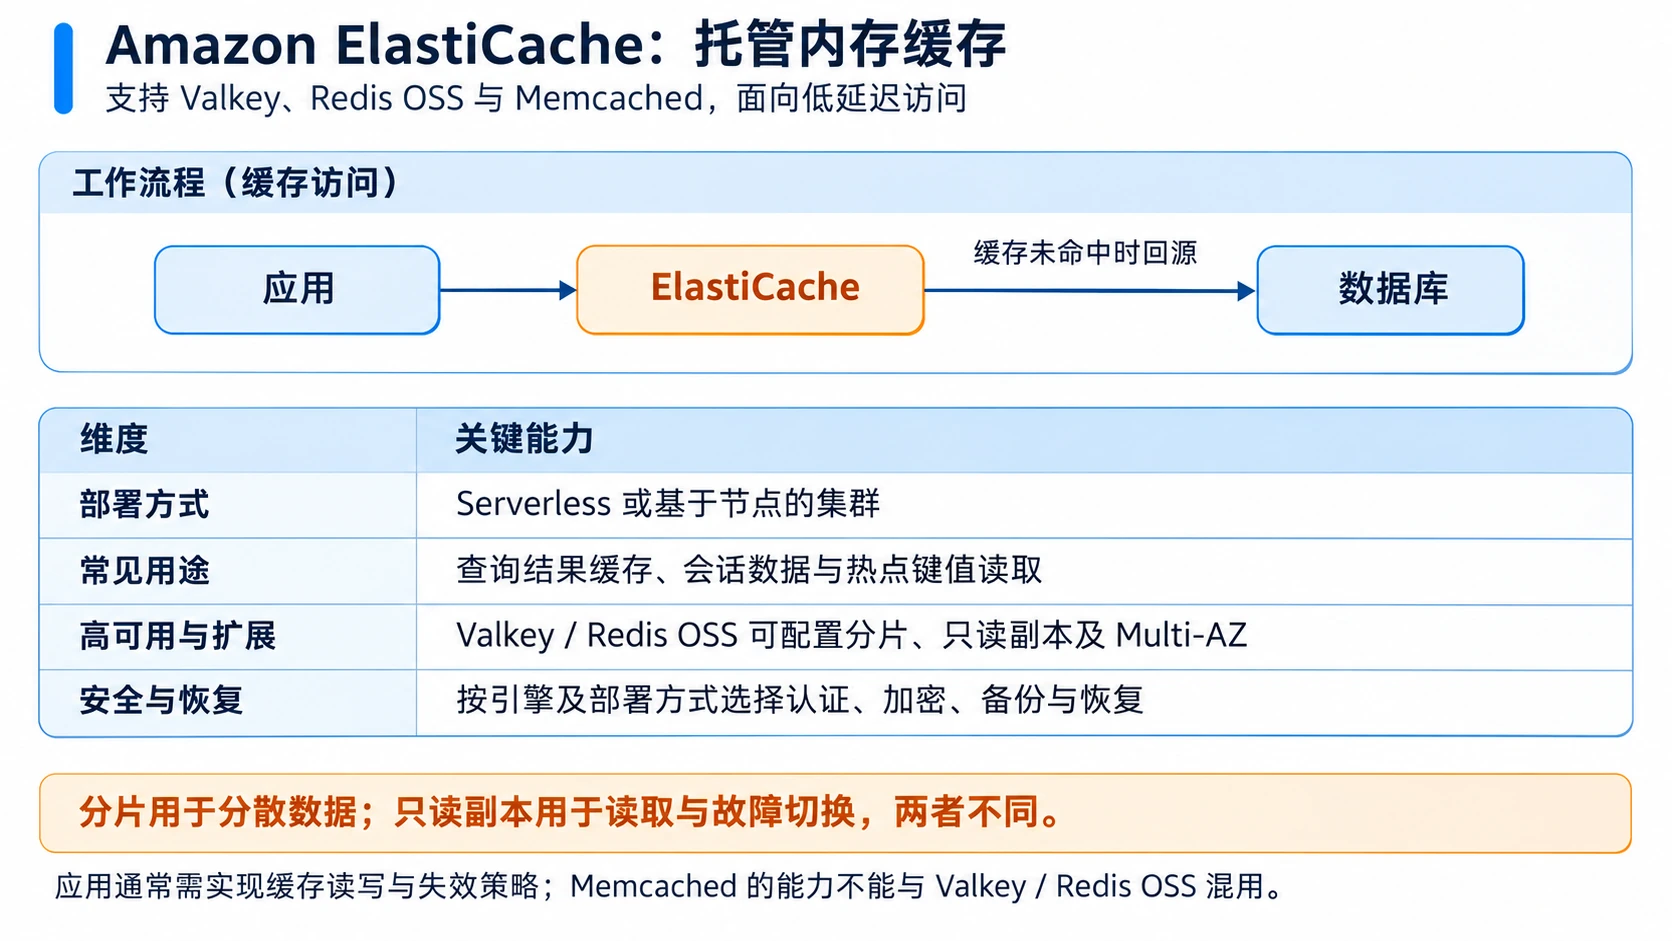 Amazon ElastiCache：托管内存缓存
支持 Valkey、Redis OSS 与 Memcached，面向低延迟访问
工作流程（缓存访问）
应用
ElastiCache
缓存未命中时回源
数据库
维度
关键能力
部署方式
Serverless 或基于节点的集群
常见用途
查询结果缓存、会话数据与热点键值读取
高可用与扩展
Valkey / Redis OSS 可配置分片、只读副本及 Multi-AZ
安全与恢复
按引擎及部署方式选择认证、加密、备份与恢复
分片用于分散数据；只读副本用于读取与故障切换，两者不同。
应用通常需实现缓存读写与失效策略；Memcached 的能力不能与 Valkey / Redis OSS 混用。